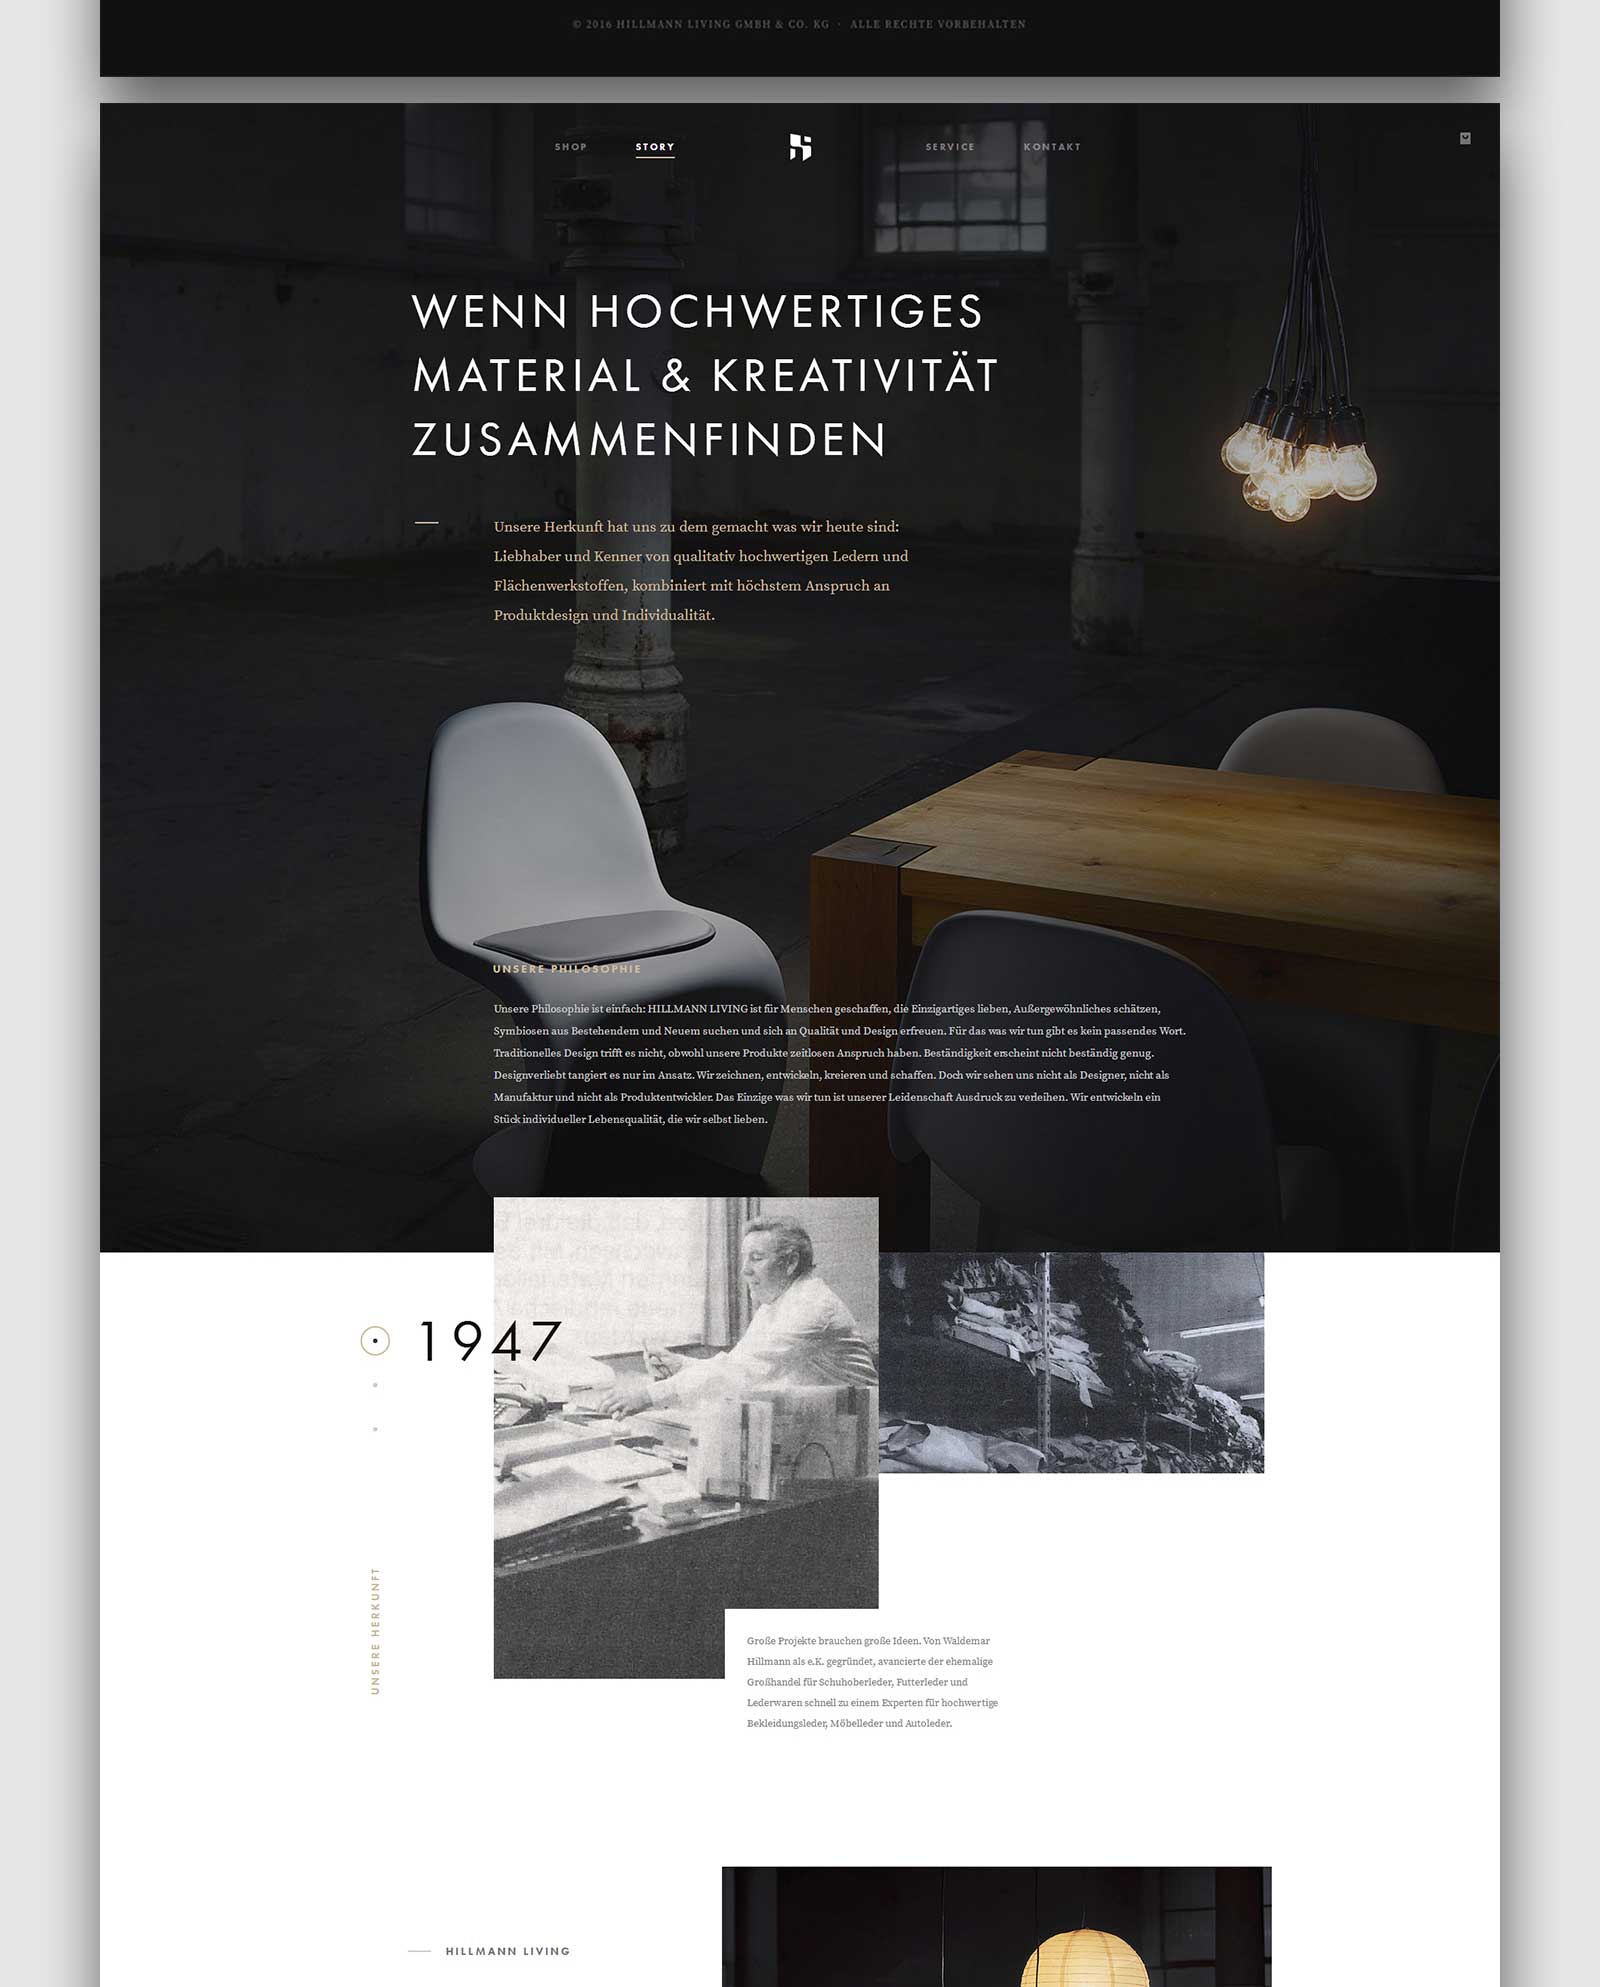 © 2016 HILLMANN LIVING GMBH & CO. KG · ALLE RECHTE VORBEHALTEN
SHOP STORY SERVICE KONTAKT
WENN HOCHWERTIGES
MATERIAL & KREATIVITÄT
ZUSAMMENFINDEN
Unsere Herkunft hat uns zu dem gemacht was wir heute sind:
Liebhaber und Kenner von qualitativ hochwertigen Ledern und
Flächenwerkstoffen, kombiniert mit höchstem Anspruch an
Produktdesign und Individualität.
UNSERE PHILOSOPHIE
Unsere Philosophie ist einfach: HILLMANN LIVING ist für Menschen geschaffen, die Einzigartiges lieben, Außergewöhnliches schätzen,
Symbiosen aus Bestehendem und Neuem suchen und sich an Qualität und Design erfreuen. Für das was wir tun gibt es kein passendes Wort.
Traditionelles Design trifft es nicht, obwohl unsere Produkte zeitlosen Anspruch haben. Beständigkeit erscheint nicht beständig genug.
Designverliebt tangiert es nur im Ansatz. Wir zeichnen, entwickeln, kreieren und schaffen. Doch wir sehen uns nicht als Designer, nicht als
Manufaktur und nicht als Produktentwickler. Das Einzige was wir tun ist unserer Leidenschaft Ausdruck zu verleihen. Wir entwickeln ein
Stück individueller Lebensqualität, die wir selbst lieben.
1947
UNSERE HERKUNFT
Große Projekte brauchen große Ideen. Von Waldemar
Hillmann als e.K. gegründet, avancierte der ehemalige
Großhandel für Schuhoberleder, Futterleder und
Lederwaren schnell zu einem Experten für hochwertige
Bekleidungsleder, Möbelleder und Autoleder.
HILLMANN LIVING